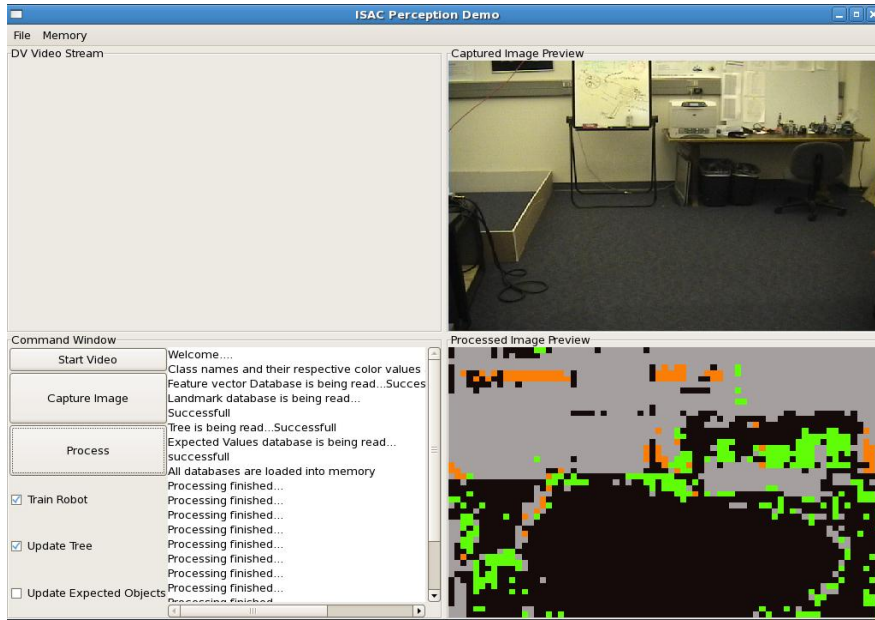 ISAC Perception Demo
File Memory
DV Video Stream
Captured Image Preview
Command Window
Start Video
Capture Image
Process
Train Robot
Update Tree
Update Expected Objects
Welcome....
Class names and their respective color values
Feature vector Database is being read...Succes
Landmark database is being read...
Successfull
Tree is being read...Successfull
Expected Values database is being read...
successfull
All databases are loaded into memory
Processing finished...
Processing finished...
Processing finished...
Processing finished...
Processing finished...
Processing finished...
Processing finished...
Processing finished...
Processing finished...
Processed Image Preview